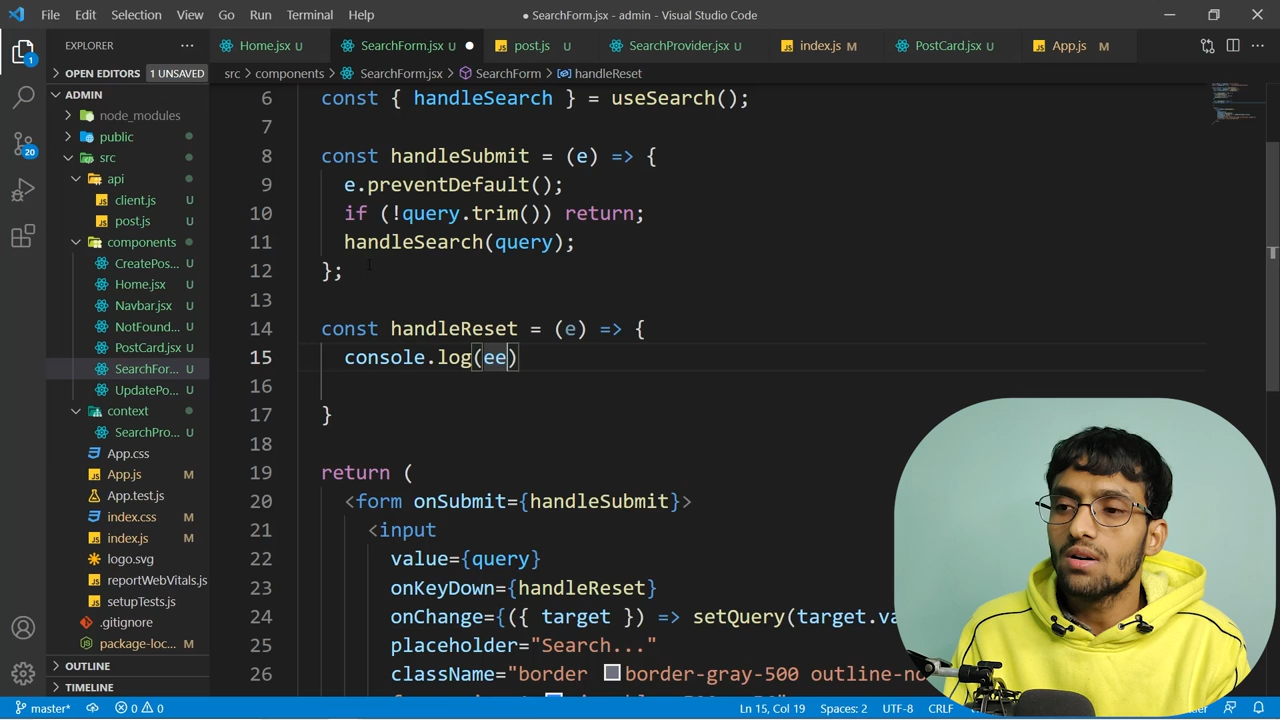 File Edit Selection View Go Run Terminal Help
● SearchForm.jsx - admin - Visual Studio Code
EXPLORER
OPEN EDITORS 1 UNSAVED
ADMIN
node_modules
public
src
api
client.js U
post.js U
components
CreatePos... U
Home.jsx U
Navbar.jsx U
NotFound... U
PostCard.jsx U
SearchFor... U
UpdatePo... U
context
SearchPro... U
App.css
App.js M
App.test.js
index.css M
index.js M
logo.svg
reportWebVitals.js
setupTests.js
.gitignore
package-loc... M
OUTLINE
TIMELINE
1
20
Home.jsx U SearchForm.jsx U ● post.js U SearchProvider.jsx U index.js M PostCard.jsx U App.js M
src > components > SearchForm.jsx > SearchForm > handleReset
6 const { handleSearch } = useSearch();
7
8 const handleSubmit = (e) => {
9 e.preventDefault();
10 if (!query.trim()) return;
11 handleSearch(query);
12 };
13
14 const handleReset = (e) => {
15 console.log(ee)
16
17 }
18
19 return (
20 <form onSubmit={handleSubmit}>
21 <input
22 value={query}
23 onKeyDown={handleReset}
24 onChange={({ target }) => setQuery(target.va
25 placeholder="Search..."
26 className="border border-gray-500 outline-no
master* 0 0 Ln 15, Col 19 Spaces: 2 UTF-8 CRLF